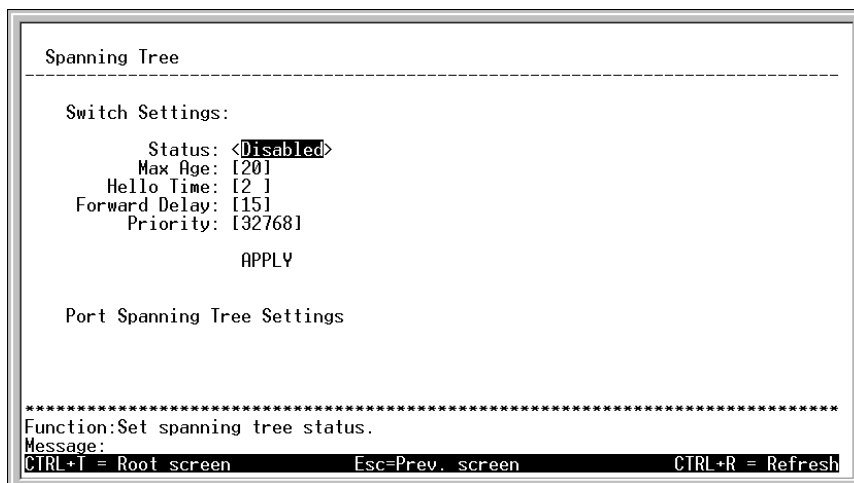 Spanning Tree
--------------------------------------------------------------------------------
Switch Settings:
Status: <Disabled>
Max Age: [20]
Hello Time: [2 ]
Forward Delay: [15]
Priority: [32768]
APPLY
Port Spanning Tree Settings
********************************************************************************
Function:Set spanning tree status.
Message:
CTRL+T = Root screen Esc=Prev. screen CTRL+R = Refresh